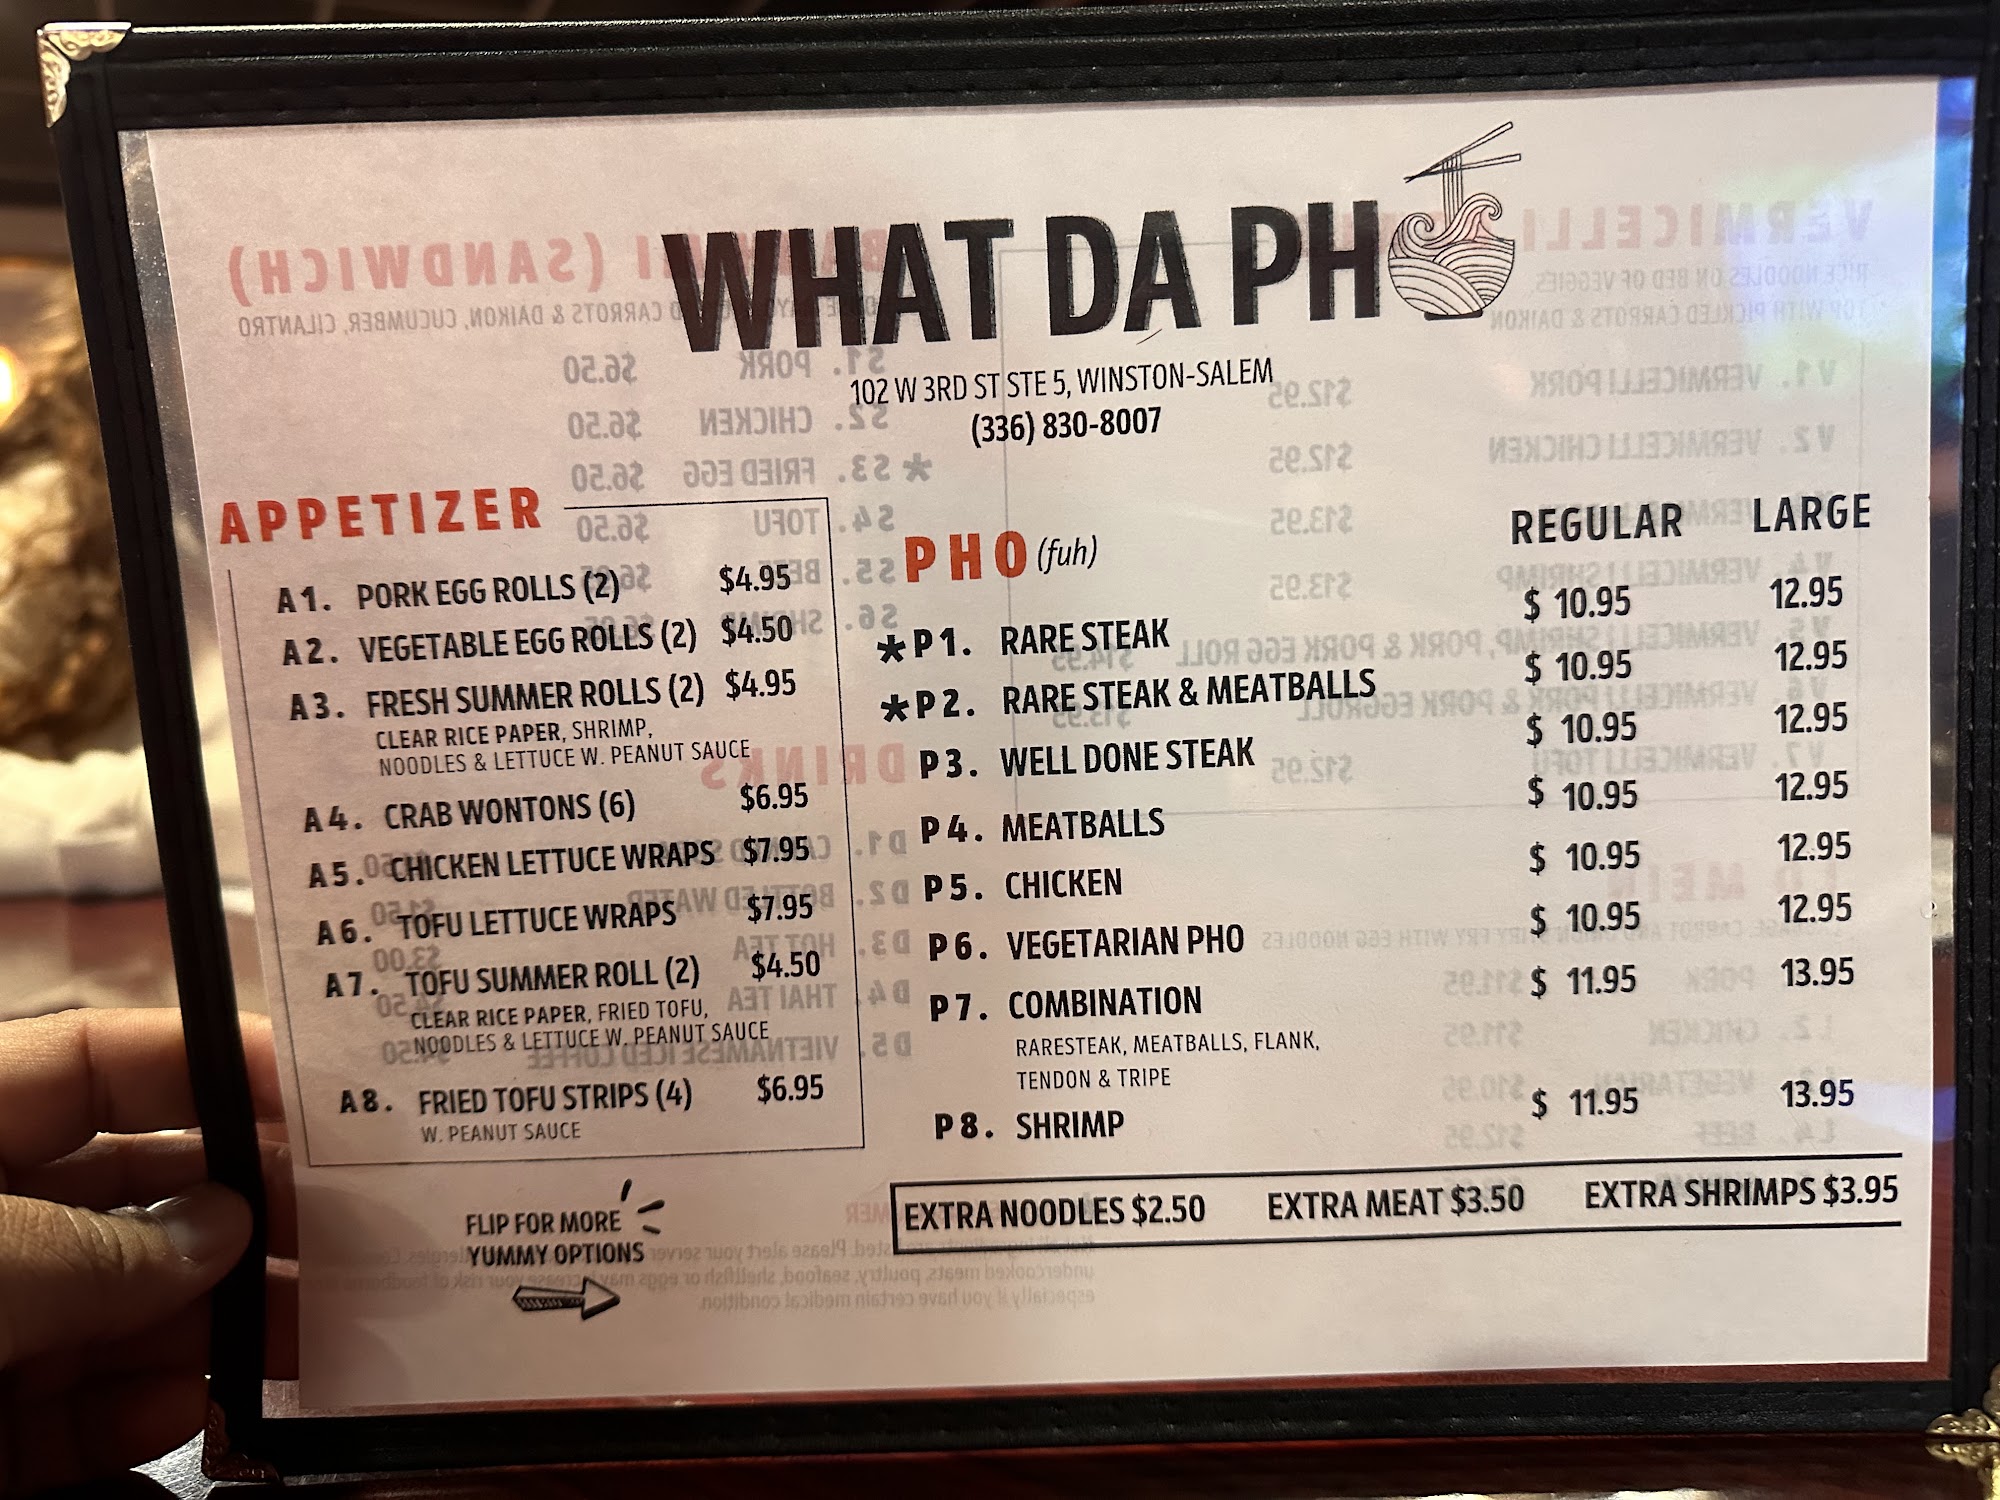 WHAT DA PHO
102 W 3RD ST STE 5, WINSTON-SALEM
(336) 830-8007
APPETIZER
A1. PORK EGG ROLLS (2) $4.95
A2. VEGETABLE EGG ROLLS (2) $4.50
A3. FRESH SUMMER ROLLS (2) $4.95
CLEAR RICE PAPER, SHRIMP,
NOODLES & LETTUCE W. PEANUT SAUCE
A4. CRAB WONTONS (6) $6.95
A5. CHICKEN LETTUCE WRAPS $7.95
A6. TOFU LETTUCE WRAPS $7.95
A7. TOFU SUMMER ROLL (2) $4.50
CLEAR RICE PAPER, FRIED TOFU,
NOODLES & LETTUCE W. PEANUT SAUCE
A8. FRIED TOFU STRIPS (4) $6.95
W. PEANUT SAUCE
FLIP FOR MORE
YUMMY OPTIONS
PHO (fuh) REGULAR LARGE
*P1. RARE STEAK $ 10.95 12.95
*P2. RARE STEAK & MEATBALLS $ 10.95 12.95
P3. WELL DONE STEAK $ 10.95 12.95
P4. MEATBALLS $ 10.95 12.95
P5. CHICKEN $ 10.95 12.95
P6. VEGETARIAN PHO $ 10.95 12.95
P7. COMBINATION $ 11.95 13.95
RARESTEAK, MEATBALLS, FLANK,
TENDON & TRIPE
P8. SHRIMP $ 11.95 13.95
EXTRA NOODLES $2.50 EXTRA MEAT $3.50 EXTRA SHRIMPS $3.95